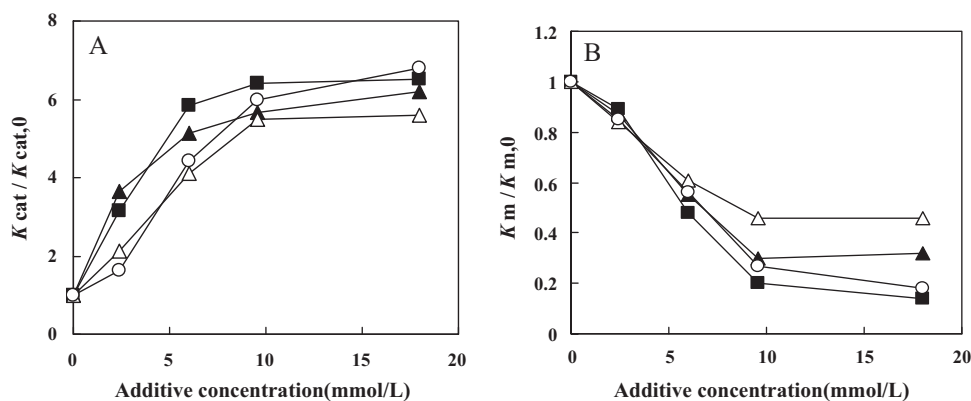 A
K cat / K cat,0
8
6
4
2
0
0 5 10 15 20
Additive concentration(mmol/L)
B
K m / K m,0
1.2
1
0.8
0.6
0.4
0.2
0
0 5 10 15 20
Additive concentration(mmol/L)